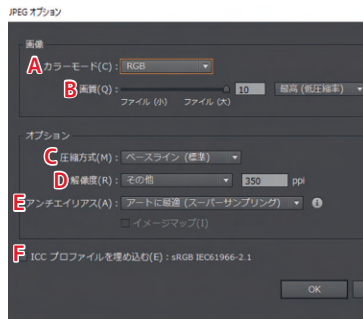 JPEG オプション
画像
A カラーモード(C) : RGB
B 画質(Q) : 10 最高 (低圧縮率)
ファイル (小) ファイル (大)
オプション
C 圧縮方式(M) : ベースライン (標準)
D 解像度(R) : その他 350 ppi
E アンチエイリアス(A) : アートに最適 (スーパーサンプリング)
イメージマップ(I)
F ICC プロファイルを埋め込む(E) : sRGB IEC61966-2.1
OK